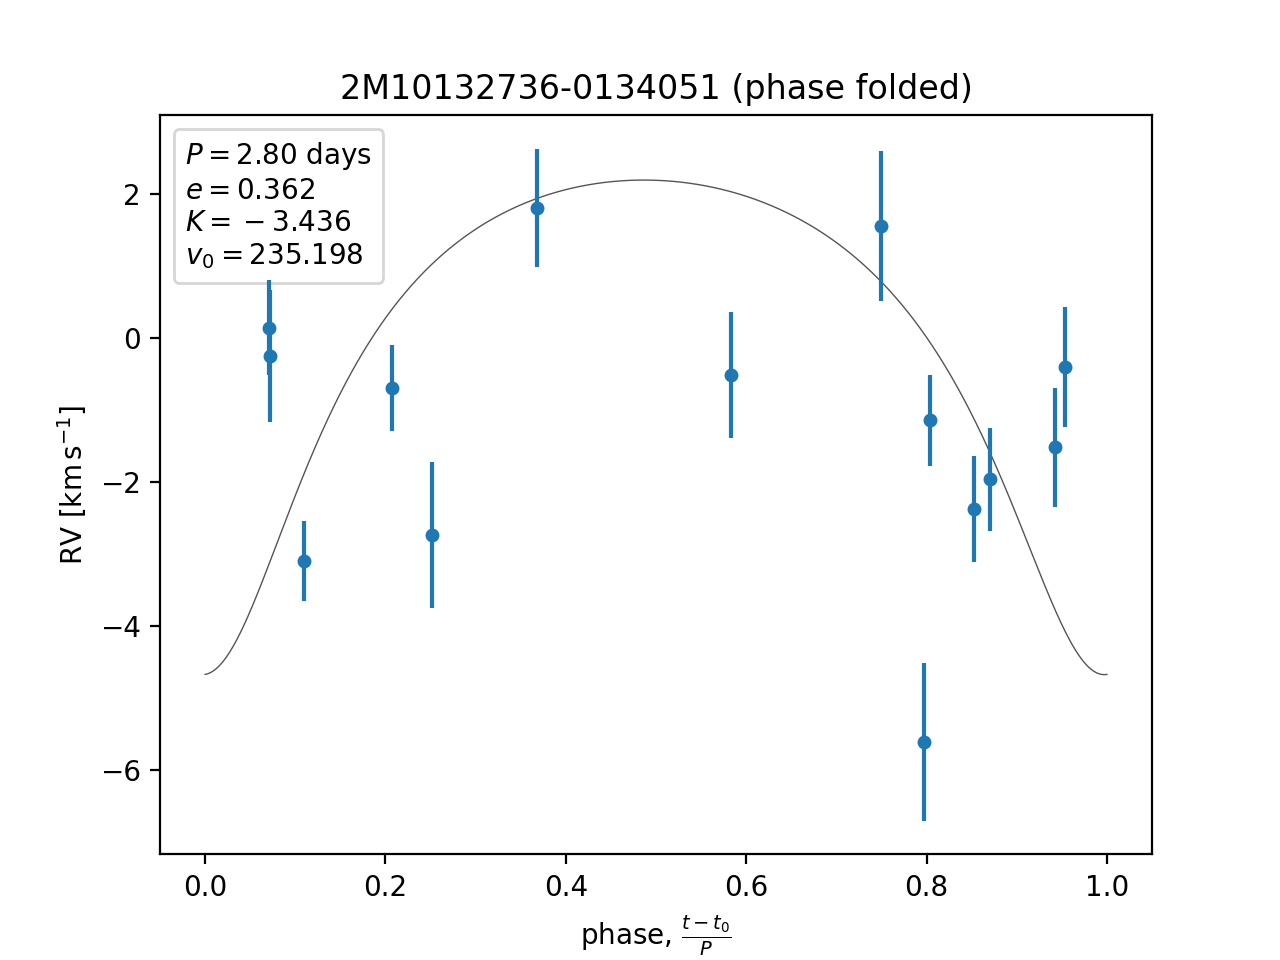 2M10132736-0134051 (phase folded)
P = 2.80 days
e = 0.362
K = −3.436
v₀ = 235.198
2
0
−2
−4
−6
RV [km s⁻¹]
0.0 0.2 0.4 0.6 0.8 1.0
phase, (t − t₀)/P